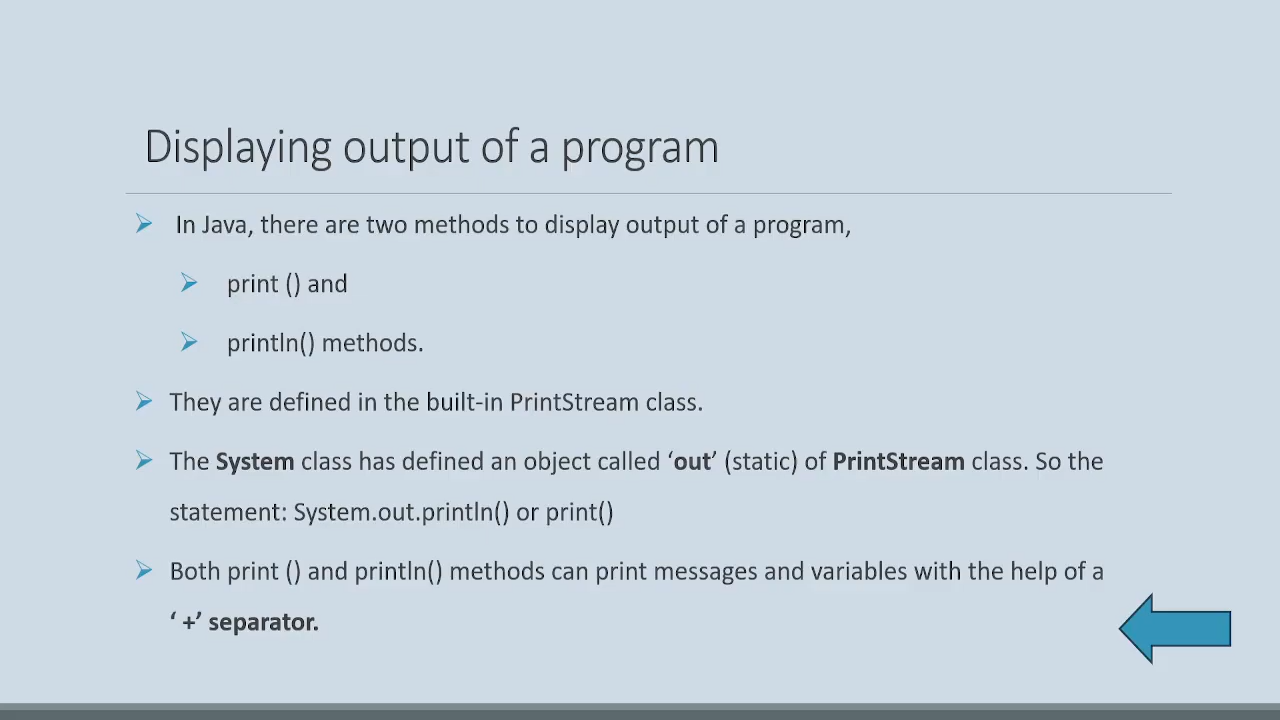 Displaying output of a program
In Java, there are two methods to display output of a program,
print () and
println() methods.
They are defined in the built-in PrintStream class.
The System class has defined an object called ‘out’ (static) of PrintStream class. So the
statement: System.out.println() or print()
Both print () and println() methods can print messages and variables with the help of a
‘ +’ separator.